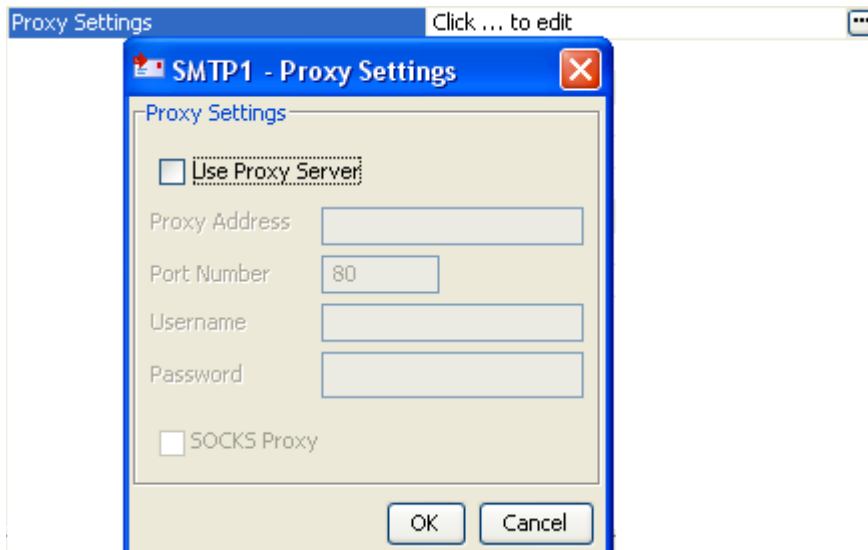 Proxy Settings Click ... to edit ...
SMTP1 - Proxy Settings
Proxy Settings
Use Proxy Server
Proxy Address
Port Number 80
Username
Password
SOCKS Proxy
OK Cancel